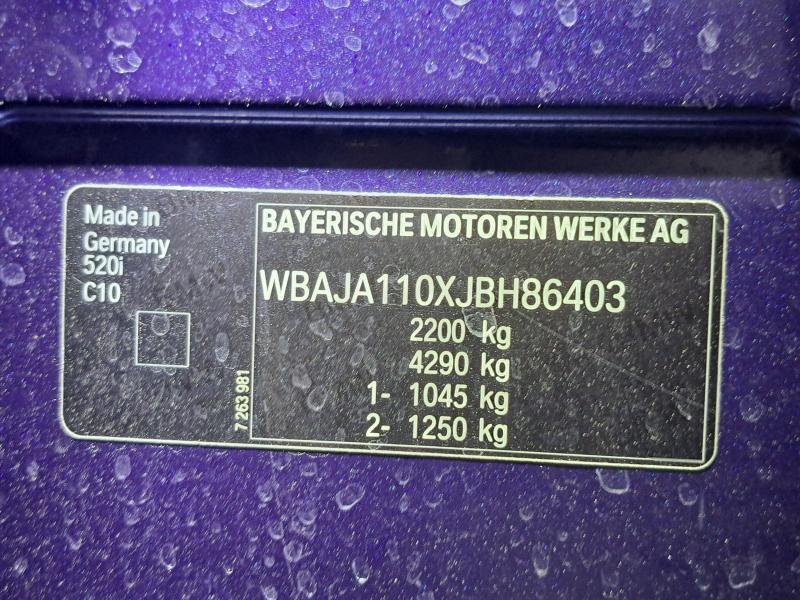 Made in
Germany
520i
C10
7 263 981
BAYERISCHE MOTOREN WERKE AG
WBAJA110XJBH86403
2200 kg
4290 kg
1- 1045 kg
2- 1250 kg